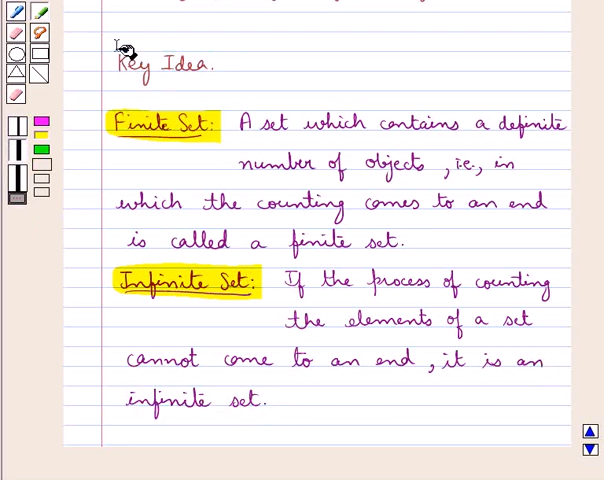 Key Idea.
Finite Set: A set which contains a definite
number of objects, i.e., in
which the counting comes to an end
is called a finite set.
Infinite Set: If the process of counting
the elements of a set
cannot come to an end, it is an
infinite set.